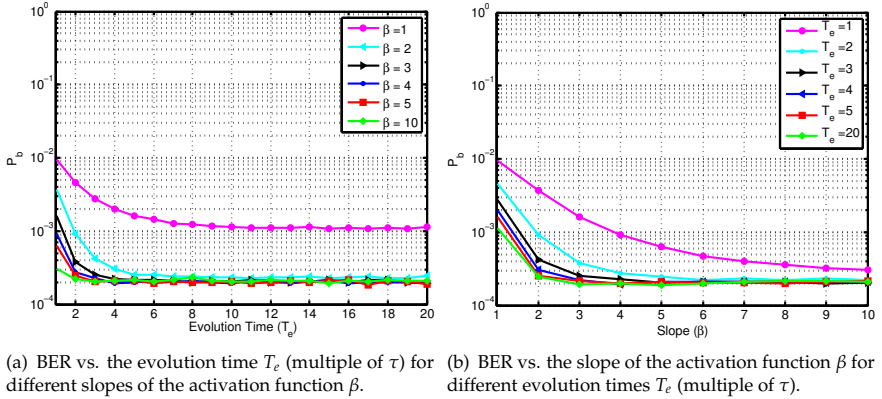 10^0
10^-1
10^-2
10^-3
10^-4
P_b
2 4 6 8 10 12 14 16 18 20
Evolution Time (T_e)
β =1
β = 2
β = 3
β = 4
β = 5
β = 10
10^0
10^-1
10^-2
10^-3
10^-4
P_b
1 2 3 4 5 6 7 8 9 10
Slope (β)
T_e =1
T_e =2
T_e =3
T_e =4
T_e =5
T_e =20
(a) BER vs. the evolution time T_e (multiple of τ) for
different slopes of the activation function β.
(b) BER vs. the slope of the activation function β for
different evolution times T_e (multiple of τ).